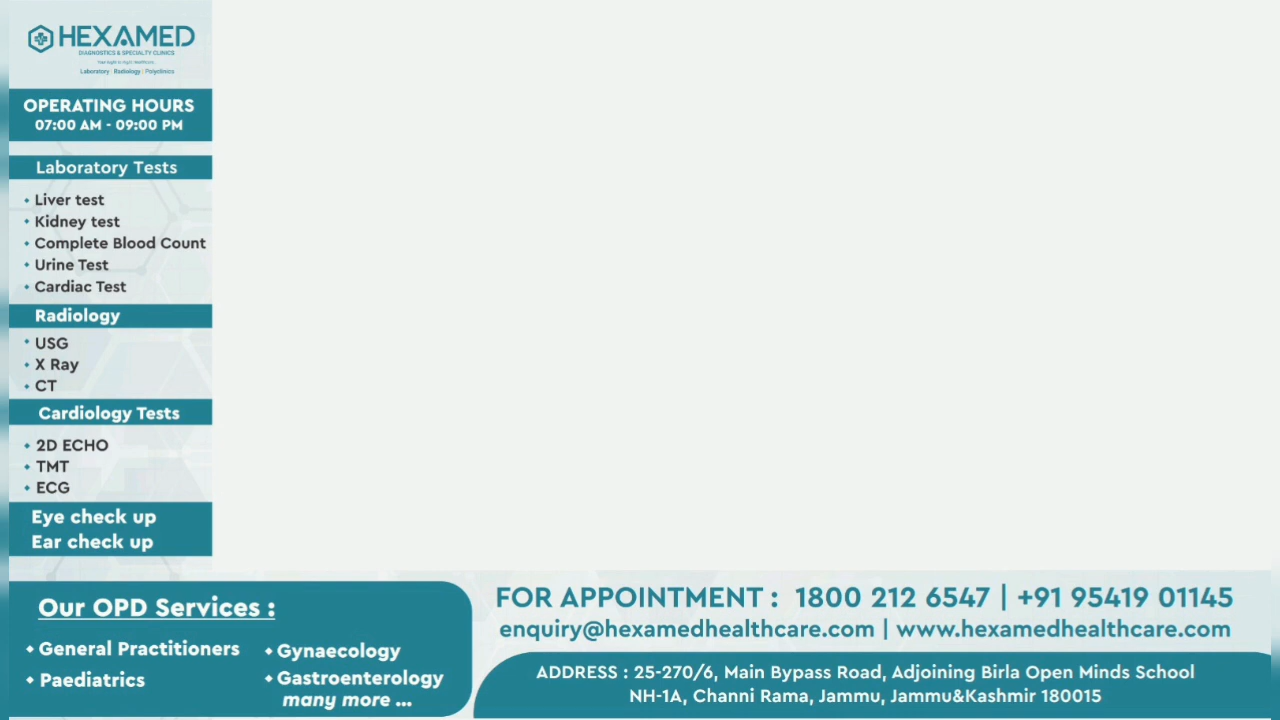 HEXAMED
DIAGNOSTICS & SPECIALTY CLINICS
Laboratory | Radiology | Polyclinics
OPERATING HOURS
07:00 AM - 09:00 PM
Laboratory Tests
• Liver test
• Kidney test
• Complete Blood Count
• Urine Test
• Cardiac Test
Radiology
• USG
• X Ray
• CT
Cardiology Tests
• 2D ECHO
• TMT
• ECG
Eye check up
Ear check up
Our OPD Services :
• General Practitioners
• Paediatrics
• Gynaecology
• Gastroenterology
many more ...
FOR APPOINTMENT : 1800 212 6547 | +91 95419 01145
enquiry@hexamedhealthcare.com | www.hexamedhealthcare.com
ADDRESS : 25-270/6, Main Bypass Road, Adjoining Birla Open Minds School
NH-1A, Channi Rama, Jammu, Jammu&Kashmir 180015